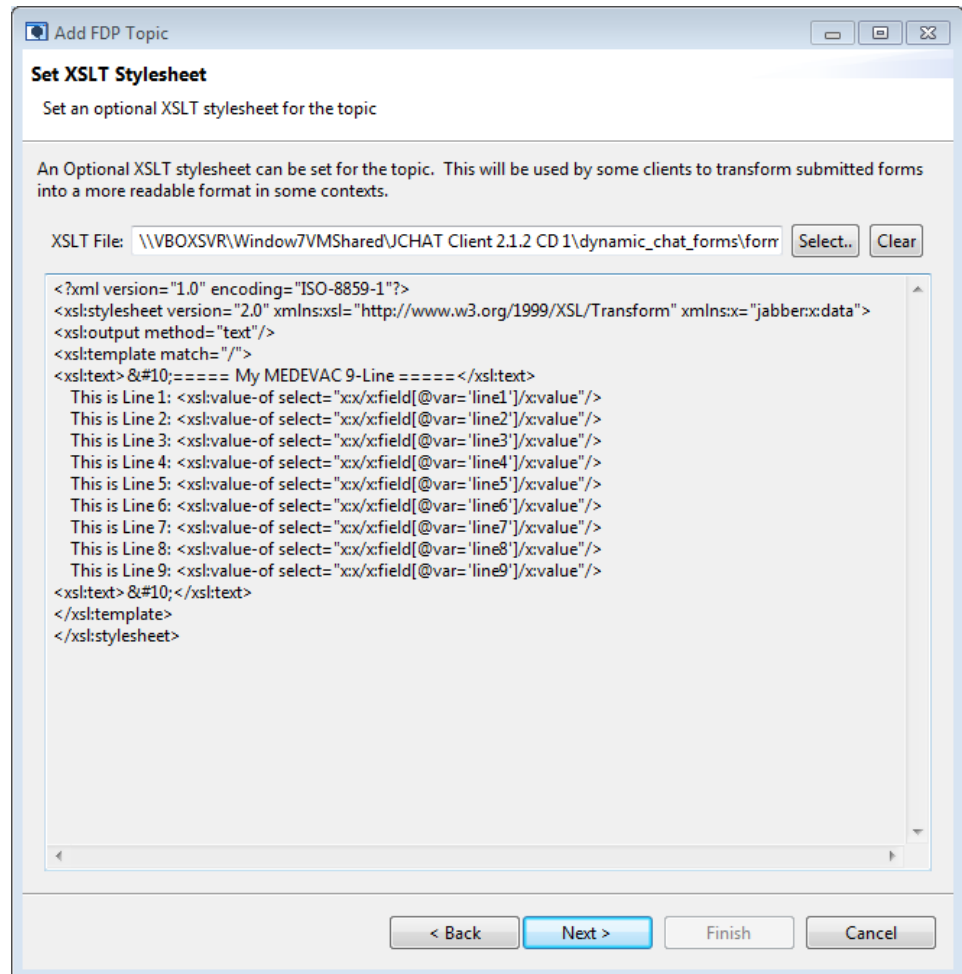 Add FDP Topic
Set XSLT Stylesheet
Set an optional XSLT stylesheet for the topic
An Optional XSLT stylesheet can be set for the topic.  This will be used by some clients to transform submitted forms
into a more readable format in some contexts.
XSLT File: \\VBOXSVR\Window7VMShared\JCHAT Client 2.1.2 CD 1\dynamic_chat_forms\form Select.. Clear
<?xml version="1.0" encoding="ISO-8859-1"?>
<xsl:stylesheet version="2.0" xmlns:xsl="http://www.w3.org/1999/XSL/Transform" xmlns:x="jabber:x:data">
<xsl:output method="text"/>
<xsl:template match="/">
<xsl:text>&#10;===== My MEDEVAC 9-Line =====</xsl:text>
   This is Line 1: <xsl:value-of select="x:x/x:field[@var='line1']/x:value"/>
   This is Line 2: <xsl:value-of select="x:x/x:field[@var='line2']/x:value"/>
   This is Line 3: <xsl:value-of select="x:x/x:field[@var='line3']/x:value"/>
   This is Line 4: <xsl:value-of select="x:x/x:field[@var='line4']/x:value"/>
   This is Line 5: <xsl:value-of select="x:x/x:field[@var='line5']/x:value"/>
   This is Line 6: <xsl:value-of select="x:x/x:field[@var='line6']/x:value"/>
   This is Line 7: <xsl:value-of select="x:x/x:field[@var='line7']/x:value"/>
   This is Line 8: <xsl:value-of select="x:x/x:field[@var='line8']/x:value"/>
   This is Line 9: <xsl:value-of select="x:x/x:field[@var='line9']/x:value"/>
<xsl:text>&#10;</xsl:text>
</xsl:template>
</xsl:stylesheet>
< Back Next > Finish Cancel